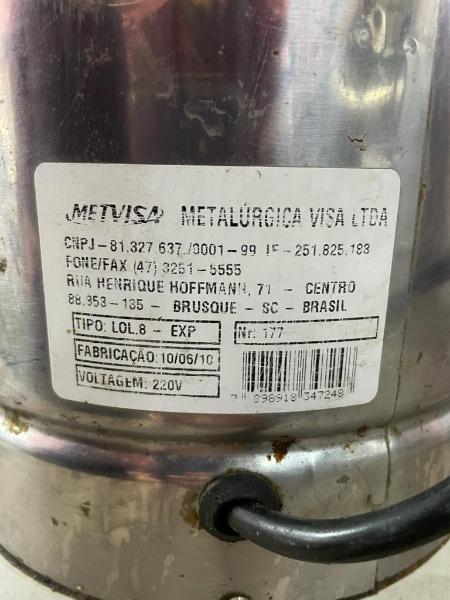 METVISA METALÚRGICA VISA LTDA
CNPJ-81.327.637./0001-99 IE-251.825.183
FONE/FAX (47) 3251-5555
RUA HENRIQUE HOFFMANN, 71 - CENTRO
88.353-135 - BRUSQUE - SC - BRASIL
TIPO: LOL.8 - EXP Nr: 177
FABRICAÇÃO: 10/06/10
VOLTAGEM: 220V
7 898918 347248